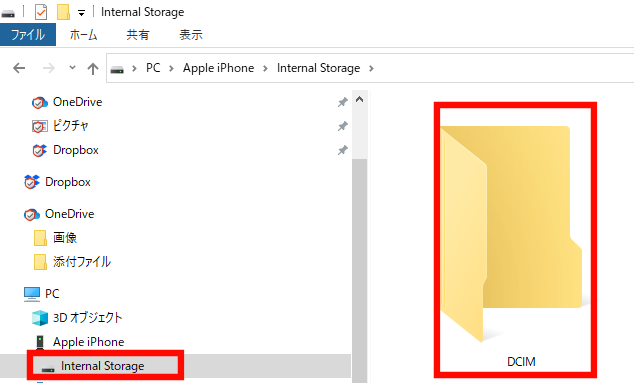 Internal Storage
ファイル ホーム 共有 表示
PC Apple iPhone Internal Storage
OneDrive
ピクチャ
Dropbox
Dropbox
OneDrive
画像
添付ファイル
PC
3D オブジェクト
Apple iPhone
Internal Storage
DCIM